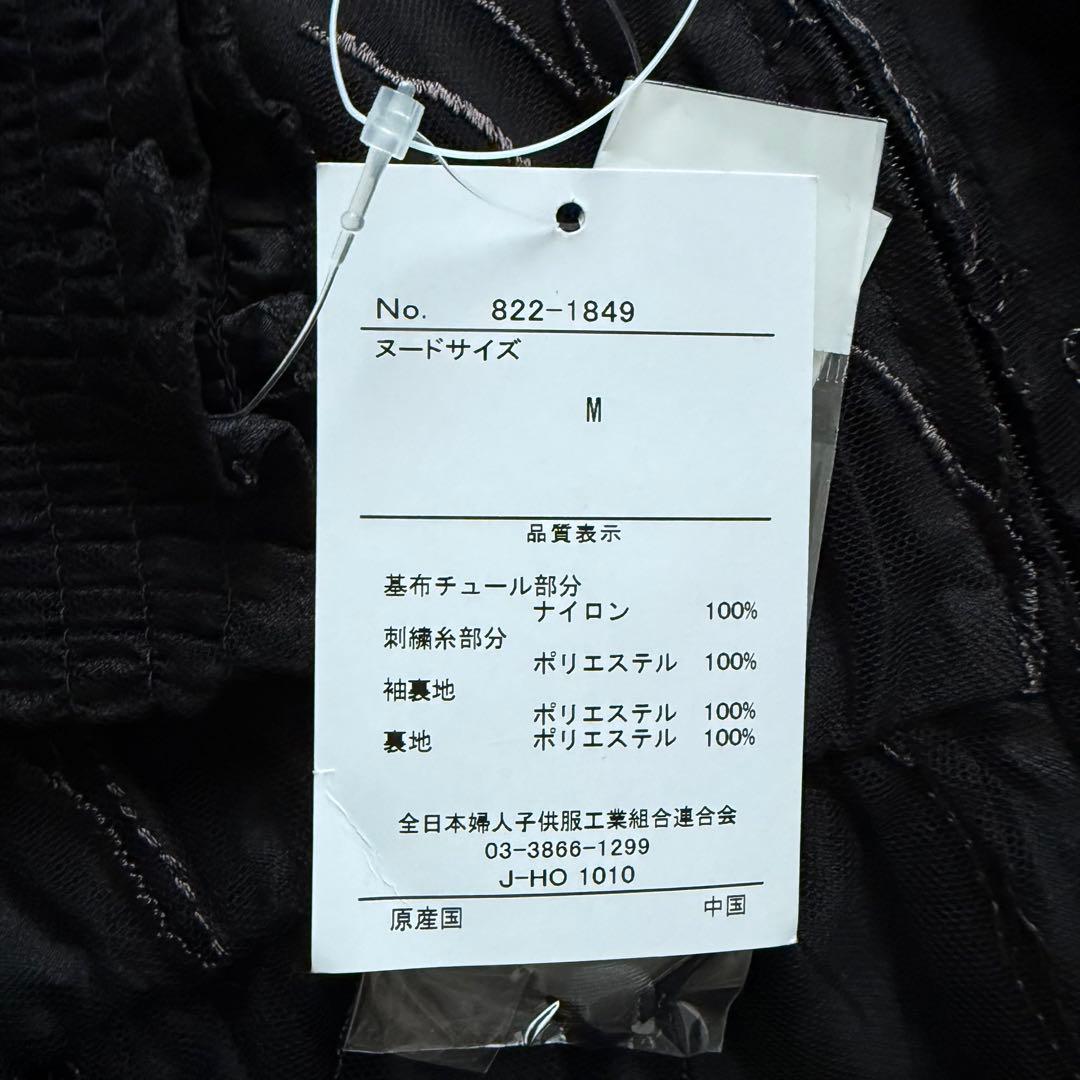 No. 822-1849
ヌードサイズ
M
品質表示
基布チュール部分
ナイロン 100%
刺繍糸部分
ポリエステル 100%
袖裏地
ポリエステル 100%
裏地 ポリエステル 100%
全日本婦人子供服工業組合連合会
03-3866-1299
J-HO 1010
原産国 中国